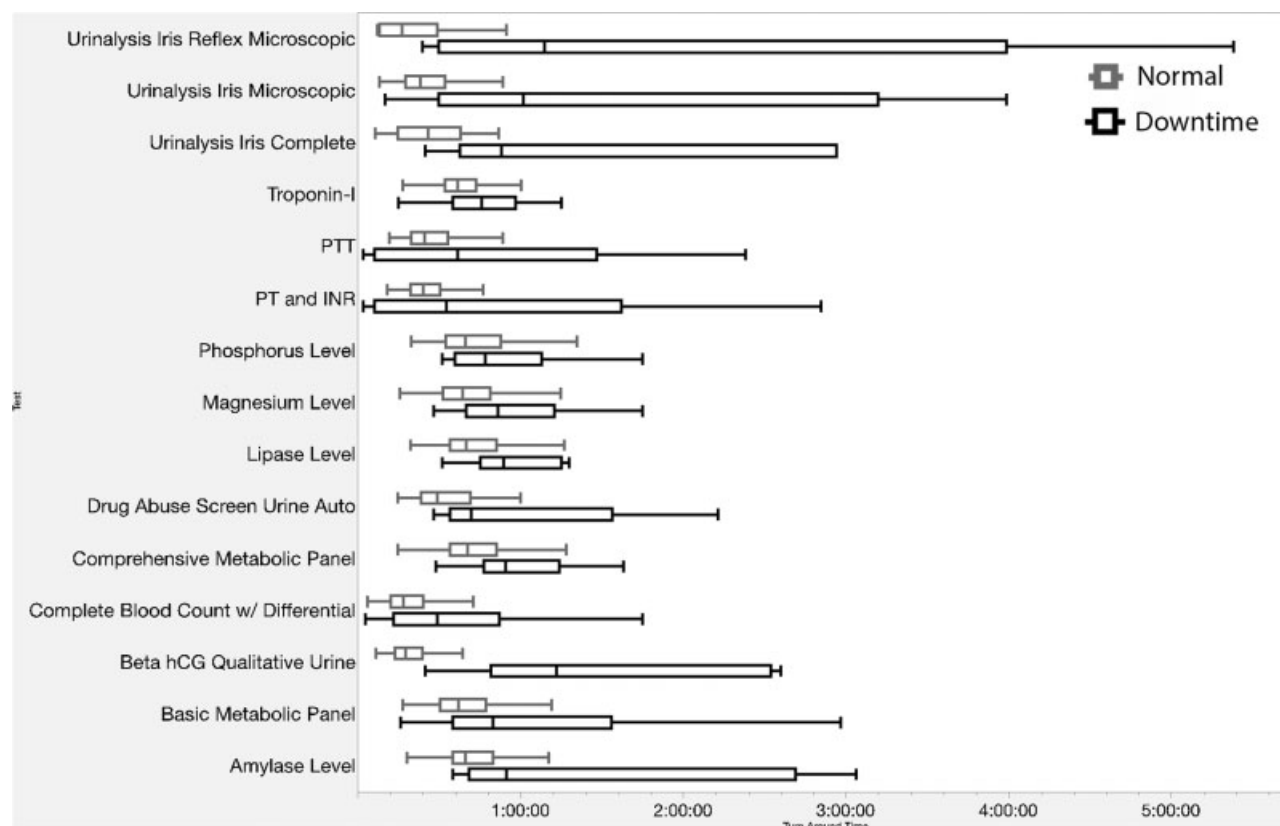 Urinalysis Iris Reflex Microscopic
Urinalysis Iris Microscopic
Urinalysis Iris Complete
Troponin-I
PTT
PT and INR
Phosphorus Level
Magnesium Level
Lipase Level
Drug Abuse Screen Urine Auto
Comprehensive Metabolic Panel
Complete Blood Count w/ Differential
Beta hCG Qualitative Urine
Basic Metabolic Panel
Amylase Level
Test
Normal
Downtime
1:00:00 2:00:00 3:00:00 4:00:00 5:00:00
Turn Around Time